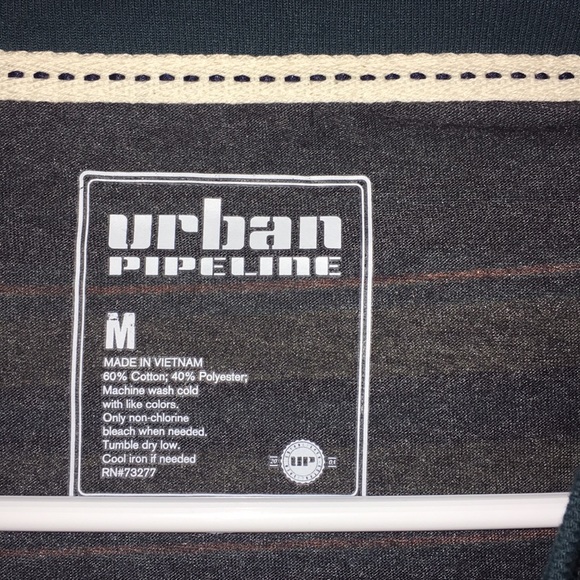 urban
PIPELINE
M
MADE IN VIETNAM
60% Cotton; 40% Polyester;
Machine wash cold
with like colors.
Only non-chlorine
bleach when needed.
Tumble dry low.
Cool iron if needed
RN#73277
UP